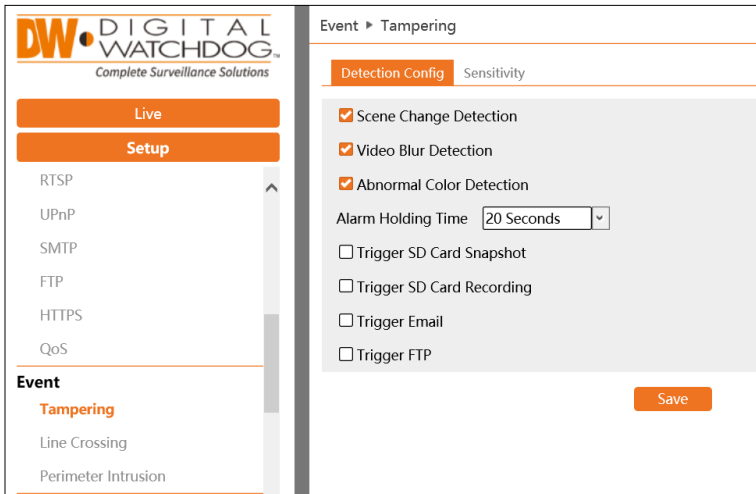 DIGITAL
DW WATCHDOG™
Complete Surveillance Solutions
Live
Setup
RTSP
UPnP
SMTP
FTP
HTTPS
QoS
Event
Tampering
Line Crossing
Perimeter Intrusion
Event ▸ Tampering
Detection Config Sensitivity
Scene Change Detection
Video Blur Detection
Abnormal Color Detection
Alarm Holding Time 20 Seconds
Trigger SD Card Snapshot
Trigger SD Card Recording
Trigger Email
Trigger FTP
Save